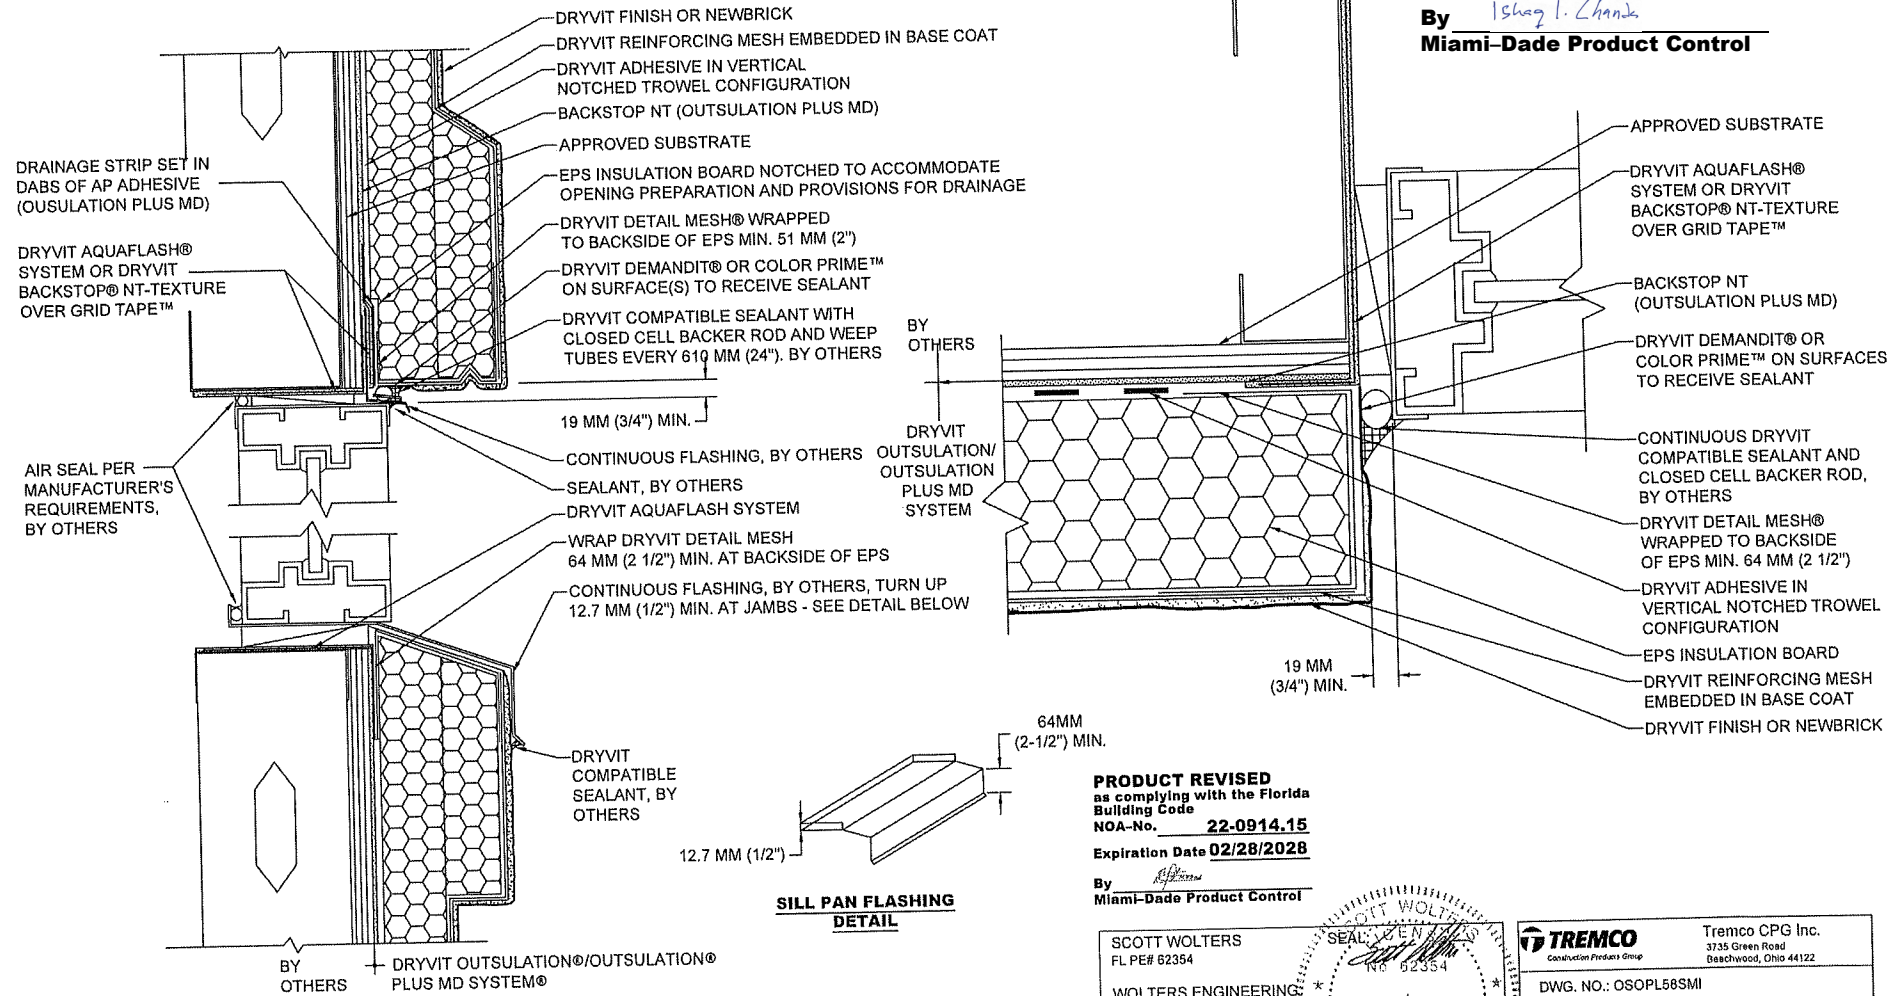 DRYVIT FINISH OR NEWBRICK
DRYVIT REINFORCING MESH EMBEDDED IN BASE COAT
DRYVIT ADHESIVE IN VERTICAL
NOTCHED TROWEL CONFIGURATION
BACKSTOP NT (OUTSULATION PLUS MD)
APPROVED SUBSTRATE
EPS INSULATION BOARD NOTCHED TO ACCOMMODATE
OPENING PREPARATION AND PROVISIONS FOR DRAINAGE
DRYVIT DETAIL MESH® WRAPPED
TO BACKSIDE OF EPS MIN. 51 MM (2")
DRYVIT DEMANDIT® OR COLOR PRIME™
ON SURFACE(S) TO RECEIVE SEALANT
DRYVIT COMPATIBLE SEALANT WITH
CLOSED CELL BACKER ROD AND WEEP
TUBES EVERY 610 MM (24"). BY OTHERS
19 MM (3/4") MIN.
CONTINUOUS FLASHING, BY OTHERS
SEALANT, BY OTHERS
DRYVIT AQUAFLASH SYSTEM
WRAP DRYVIT DETAIL MESH
64 MM (2 1/2") MIN. AT BACKSIDE OF EPS
CONTINUOUS FLASHING, BY OTHERS, TURN UP
12.7 MM (1/2") MIN. AT JAMBS - SEE DETAIL BELOW
DRYVIT
COMPATIBLE
SEALANT, BY
OTHERS
DRAINAGE STRIP SET IN
DABS OF AP ADHESIVE
(OUSULATION PLUS MD)
DRYVIT AQUAFLASH®
SYSTEM OR DRYVIT
BACKSTOP® NT-TEXTURE
OVER GRID TAPE™
AIR SEAL PER
MANUFACTURER'S
REQUIREMENTS,
BY OTHERS
BY
OTHERS
DRYVIT OUTSULATION®/OUTSULATION®
PLUS MD SYSTEM®
12.7 MM (1/2")
64MM
(2-1/2") MIN.
SILL PAN FLASHING
DETAIL
By Ishaq I. Chanda
Miami–Dade Product Control
BY
OTHERS
DRYVIT
OUTSULATION/
OUTSULATION
PLUS MD
SYSTEM
APPROVED SUBSTRATE
DRYVIT AQUAFLASH®
SYSTEM OR DRYVIT
BACKSTOP® NT-TEXTURE
OVER GRID TAPE™
BACKSTOP NT
(OUTSULATION PLUS MD)
DRYVIT DEMANDIT® OR
COLOR PRIME™ ON SURFACES
TO RECEIVE SEALANT
CONTINUOUS DRYVIT
COMPATIBLE SEALANT AND
CLOSED CELL BACKER ROD,
BY OTHERS
DRYVIT DETAIL MESH®
WRAPPED TO BACKSIDE
OF EPS MIN. 64 MM (2 1/2")
DRYVIT ADHESIVE IN
VERTICAL NOTCHED TROWEL
CONFIGURATION
EPS INSULATION BOARD
DRYVIT REINFORCING MESH
EMBEDDED IN BASE COAT
DRYVIT FINISH OR NEWBRICK
19 MM
(3/4") MIN.
PRODUCT REVISED
as complying with the Florida
Building Code
NOA–No. 22-0914.15
Expiration Date 02/28/2028
By
Miami–Dade Product Control
SCOTT WOLTERS
FL PE# 62354
WOLTERS ENGINEERING
SEAL:
SCOTT WOLTERS
No 62354
TREMCO
Construction Products Group
Tremco CPG Inc.
3735 Green Road
Beachwood, Ohio 44122
DWG. NO.: OSOPL58SMI